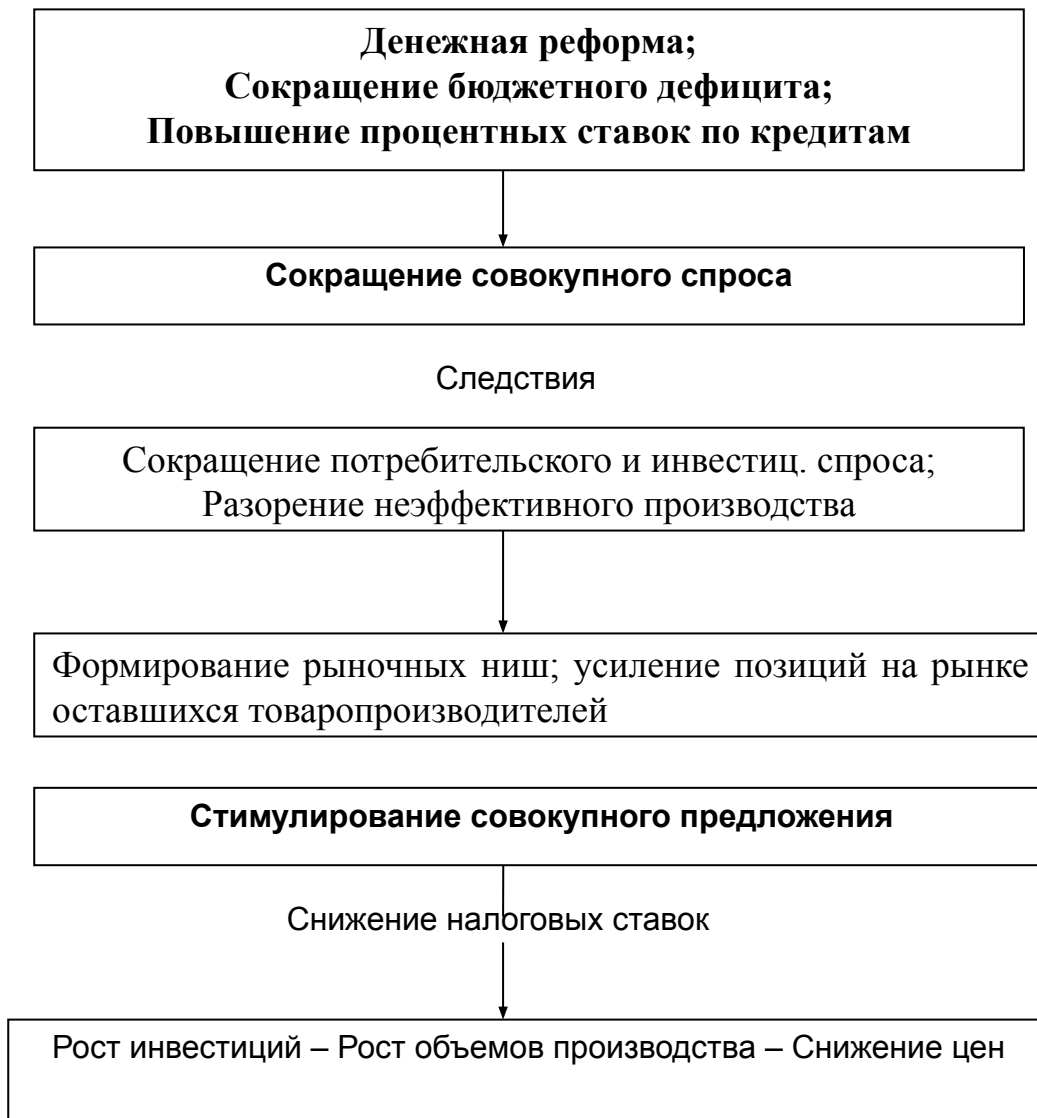 Денежная реформа;
Сокращение бюджетного дефицита;
Повышение процентных ставок по кредитам
Сокращение совокупного спроса
Следствия
Сокращение потребительского и инвестиц. спроса;
Разорение неэффективного производства
Формирование рыночных ниш; усиление позиций на рынке
оставшихся товаропроизводителей
Стимулирование совокупного предложения
Снижение налоговых ставок
Рост инвестиций – Рост объемов производства – Снижение цен